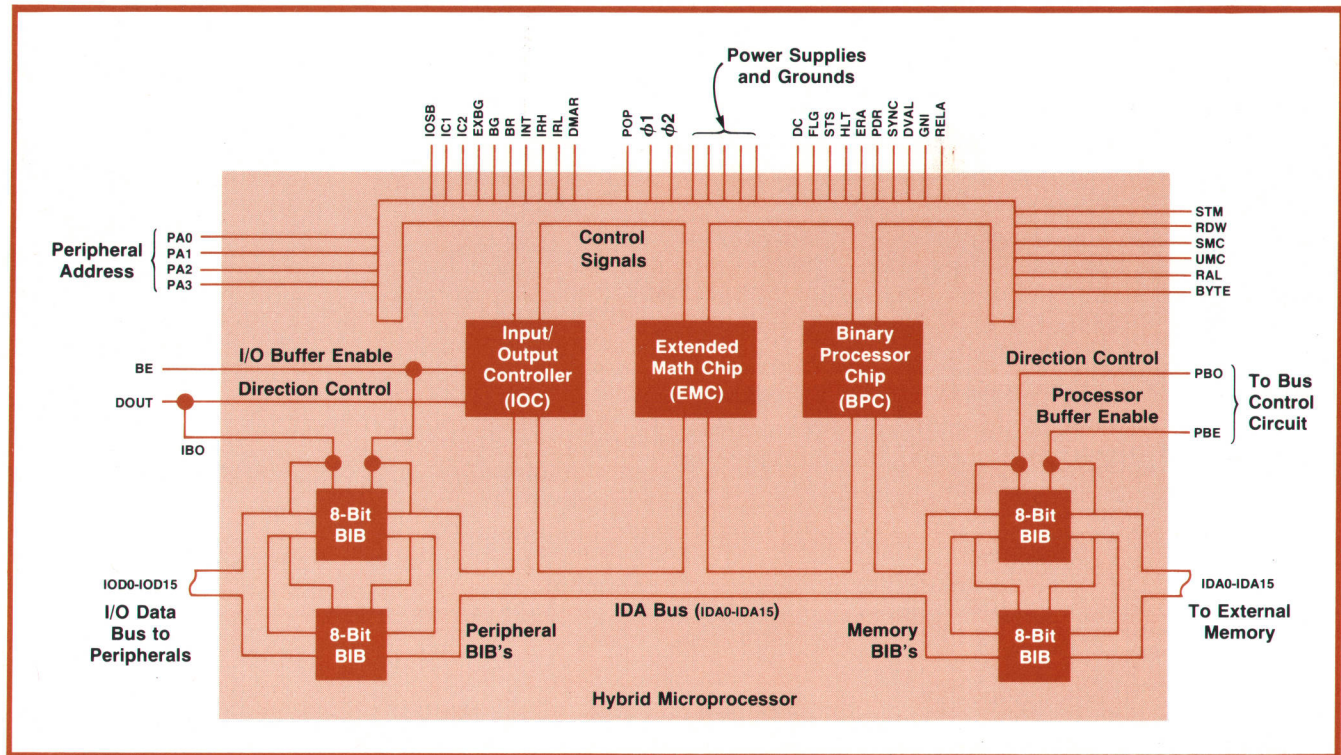 Power Supplies
and Grounds
IOSB
IC1
IC2
EXBG
BG
BR
INT
IRH
IRL
DMAR
POP
ϕ1
ϕ2
DC
FLG
STS
HLT
ERA
PDR
SYNC
DVAL
GNI
RELA
Peripheral
Address
PA0
PA1
PA2
PA3
Control
Signals
STM
RDW
SMC
UMC
RAL
BYTE
BE
I/O Buffer Enable
DOUT
Direction Control
IBO
Input/
Output
Controller
(IOC)
Extended
Math Chip
(EMC)
Binary
Processor
Chip
(BPC)
Direction Control
PBO
Processor
Buffer Enable
PBE
To Bus
Control
Circuit
8-Bit
BIB
8-Bit
BIB
IOD0-IOD15
I/O Data
Bus to
Peripherals
8-Bit
BIB
Peripheral
BIB's
IDA Bus (IDA0-IDA15)
Memory
BIB's
8-Bit
BIB
IDA0-IDA15
To External
Memory
Hybrid Microprocessor